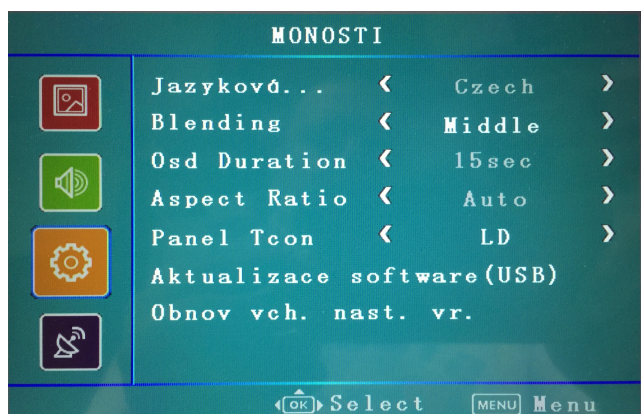 MONOSTI
Jazyková... Czech
Blending Middle
Osd Duration 15sec
Aspect Ratio Auto
Panel Tcon LD
Aktualizace software(USB)
Obnov vch. nast. vr.
OK Select MENU Menu